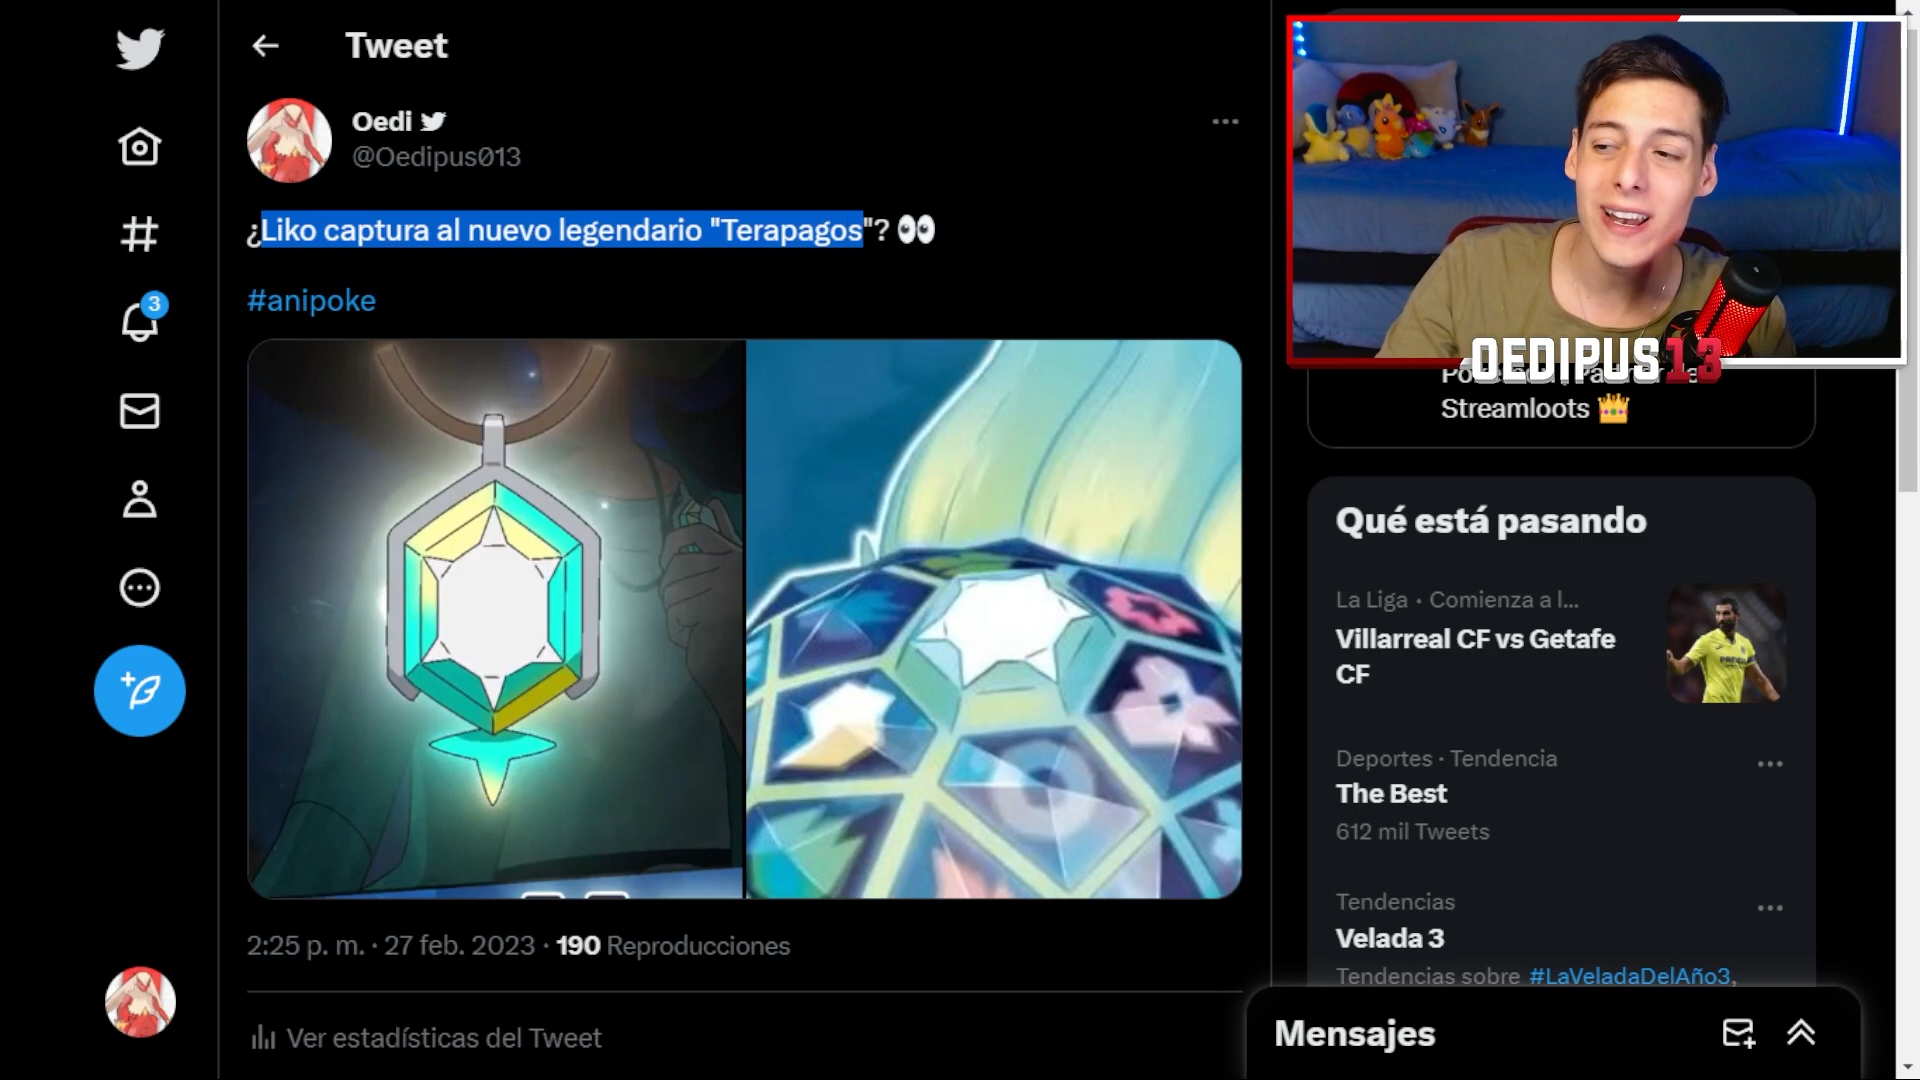 Tweet
Oedi
@Oedipus013
¿Liko captura al nuevo legendario "Terapagos"? 👀
#anipoke
2:25 p. m. · 27 feb. 2023 · 190 Reproducciones
Ver estadísticas del Tweet
3
OEDIPUS13
Streamloots 👑
Qué está pasando
La Liga · Comienza a l...
Villarreal CF vs Getafe
CF
Deportes · Tendencia
The Best
612 mil Tweets
Tendencias
Velada 3
Tendencias sobre #LaVeladaDelAño3,
Mensajes